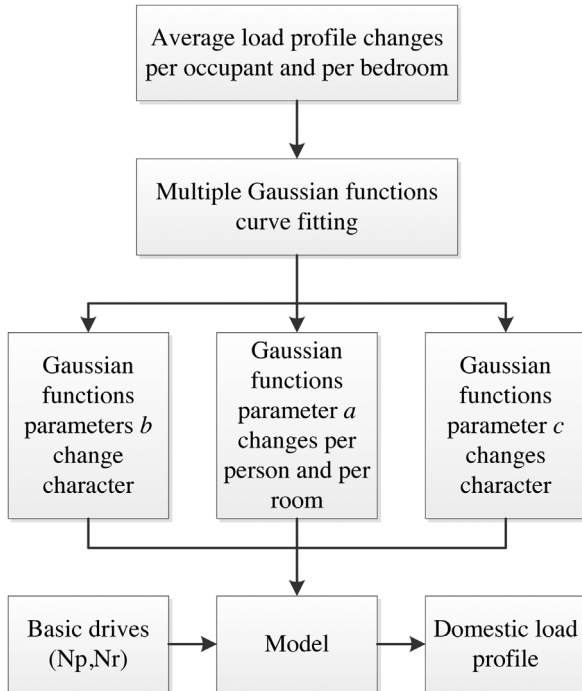 Average load profile changes
per occupant and per bedroom
Multiple Gaussian functions
curve fitting
Gaussian
functions
parameters b
change
character
Gaussian
functions
parameter a
changes per
person and per
room
Gaussian
functions
parameter c
changes
character
Basic drives
(Np,Nr)
Model
Domestic load
profile